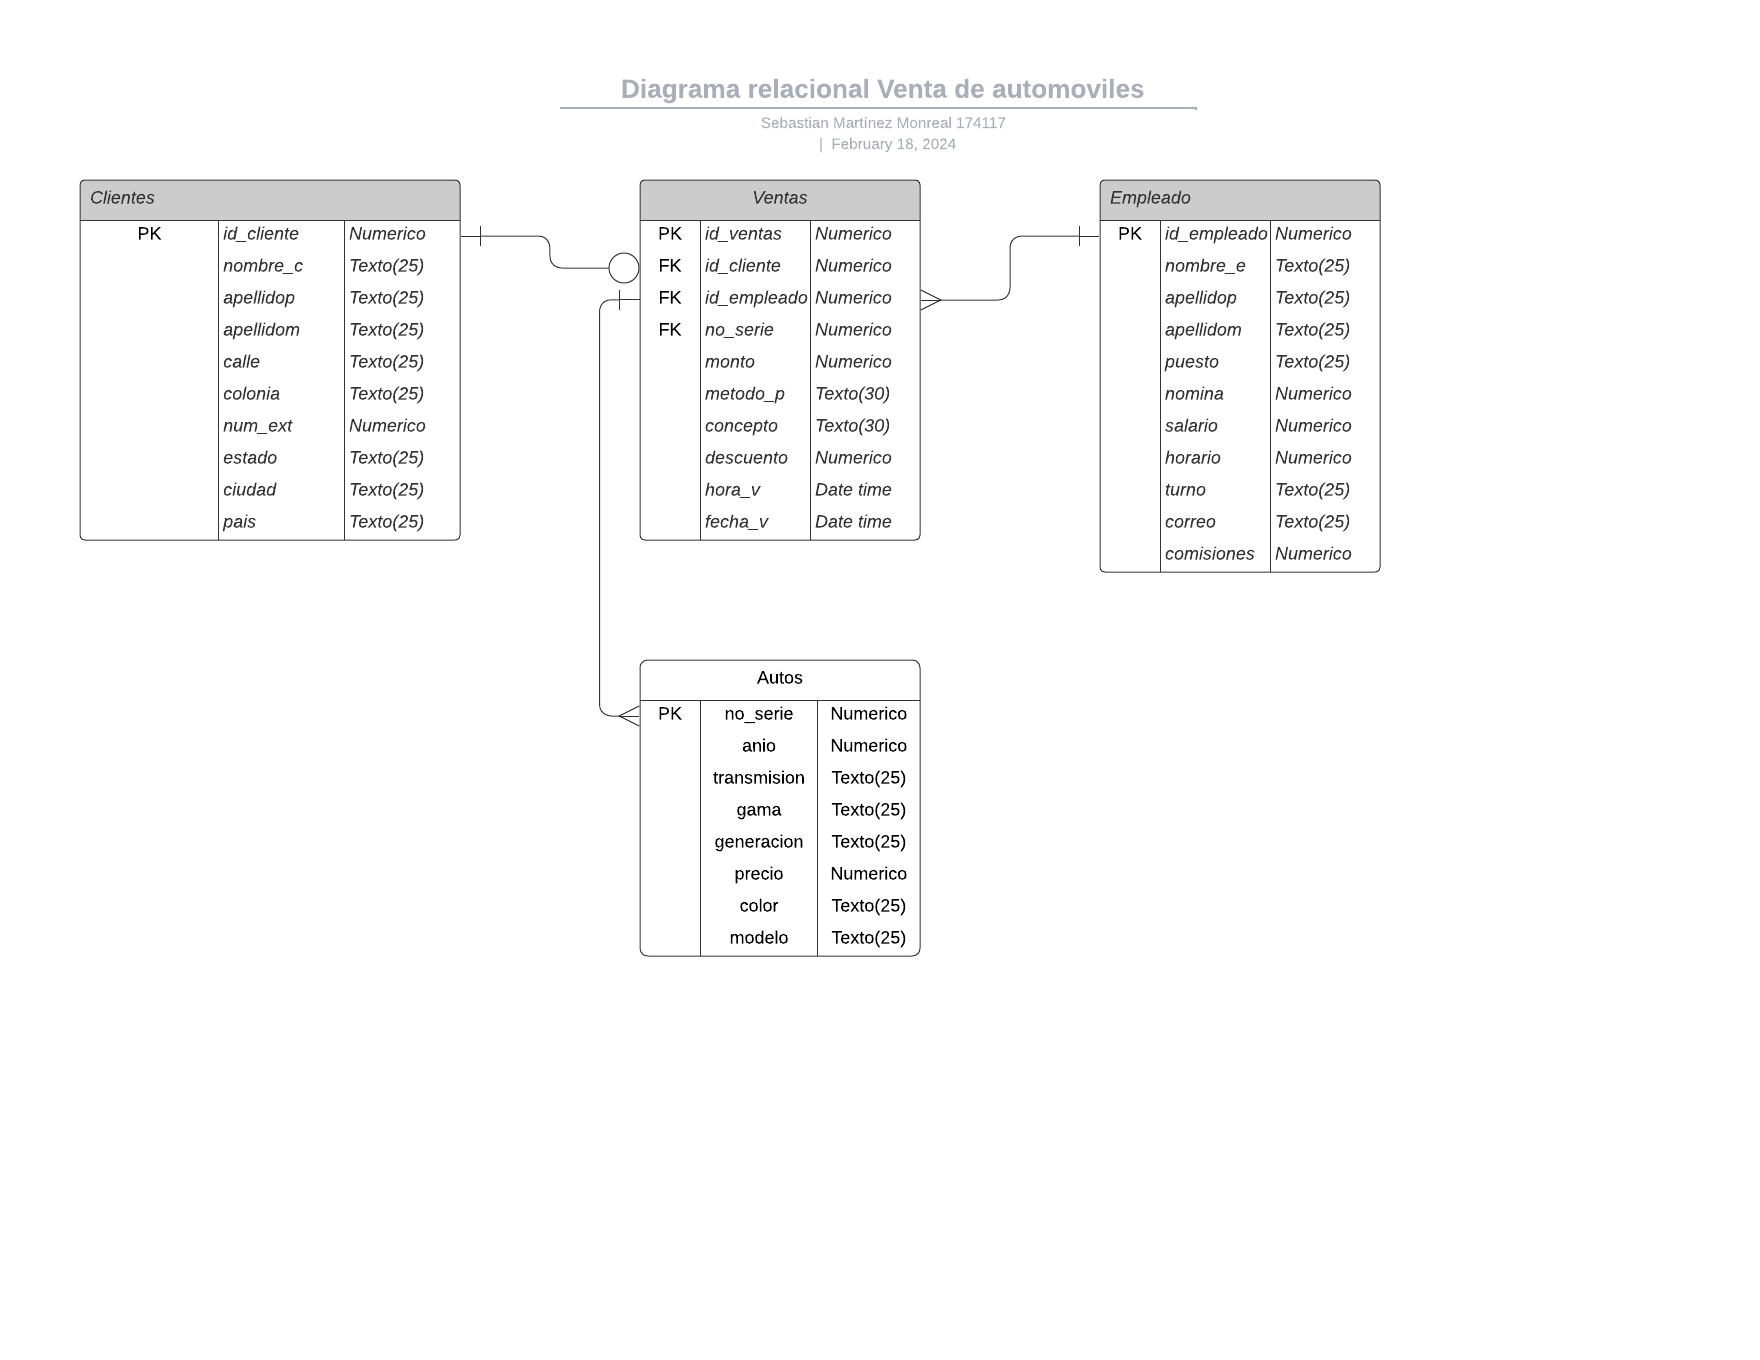 Diagrama relacional Venta de automoviles
Sebastian Martínez Monreal 174117
| February 18, 2024
Clientes
PK id_cliente Numerico
nombre_c Texto(25)
apellidop Texto(25)
apellidom Texto(25)
calle Texto(25)
colonia Texto(25)
num_ext Numerico
estado Texto(25)
ciudad Texto(25)
pais Texto(25)
Ventas
PK id_ventas Numerico
FK id_cliente Numerico
FK id_empleado Numerico
FK no_serie Numerico
monto Numerico
metodo_p Texto(30)
concepto Texto(30)
descuento Numerico
hora_v Date time
fecha_v Date time
Empleado
PK id_empleado Numerico
nombre_e Texto(25)
apellidop Texto(25)
apellidom Texto(25)
puesto Texto(25)
nomina Numerico
salario Numerico
horario Numerico
turno Texto(25)
correo Texto(25)
comisiones Numerico
Autos
PK no_serie Numerico
anio Numerico
transmision Texto(25)
gama Texto(25)
generacion Texto(25)
precio Numerico
color Texto(25)
modelo Texto(25)